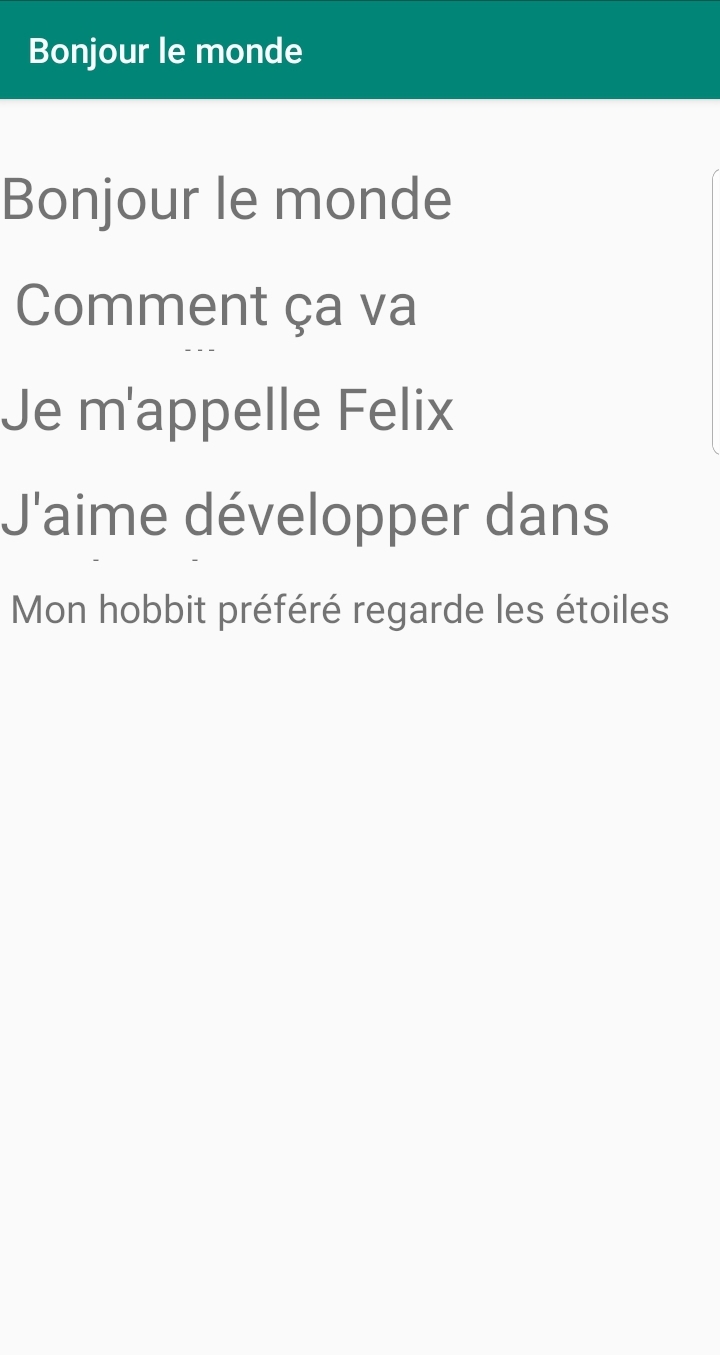 Bonjour le monde
Bonjour le monde
Comment ça va
Je m'appelle Felix
J'aime développer dans
Mon hobbit préféré regarde les étoiles